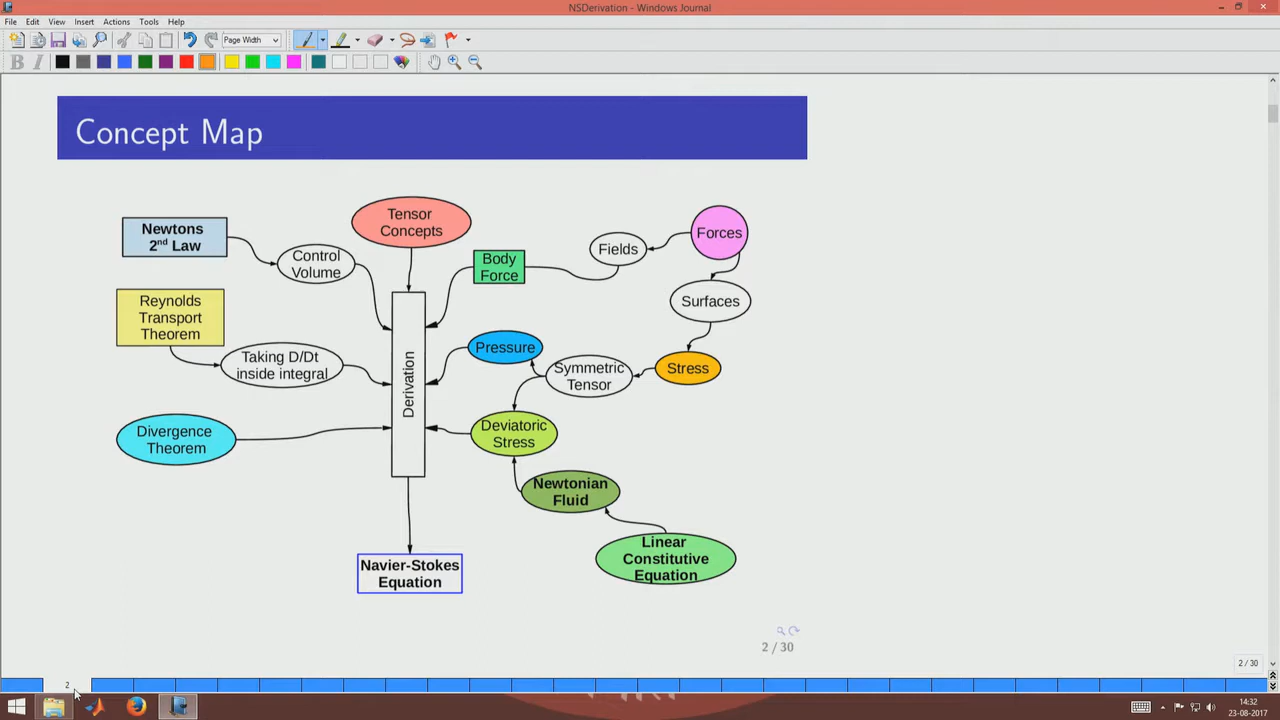 NSDerivation - Windows Journal
File Edit View Insert Actions Tools Help
Page Width
Concept Map
Newtons
2nd Law
Control
Volume
Tensor
Concepts
Body
Force
Fields
Forces
Surfaces
Reynolds
Transport
Theorem
Taking D/Dt
inside integral
Derivation
Pressure
Symmetric
Tensor
Stress
Divergence
Theorem
Deviatoric
Stress
Newtonian
Fluid
Linear
Constitutive
Equation
Navier-Stokes
Equation
2 / 30
2 / 30
2
14:32
23-08-2017